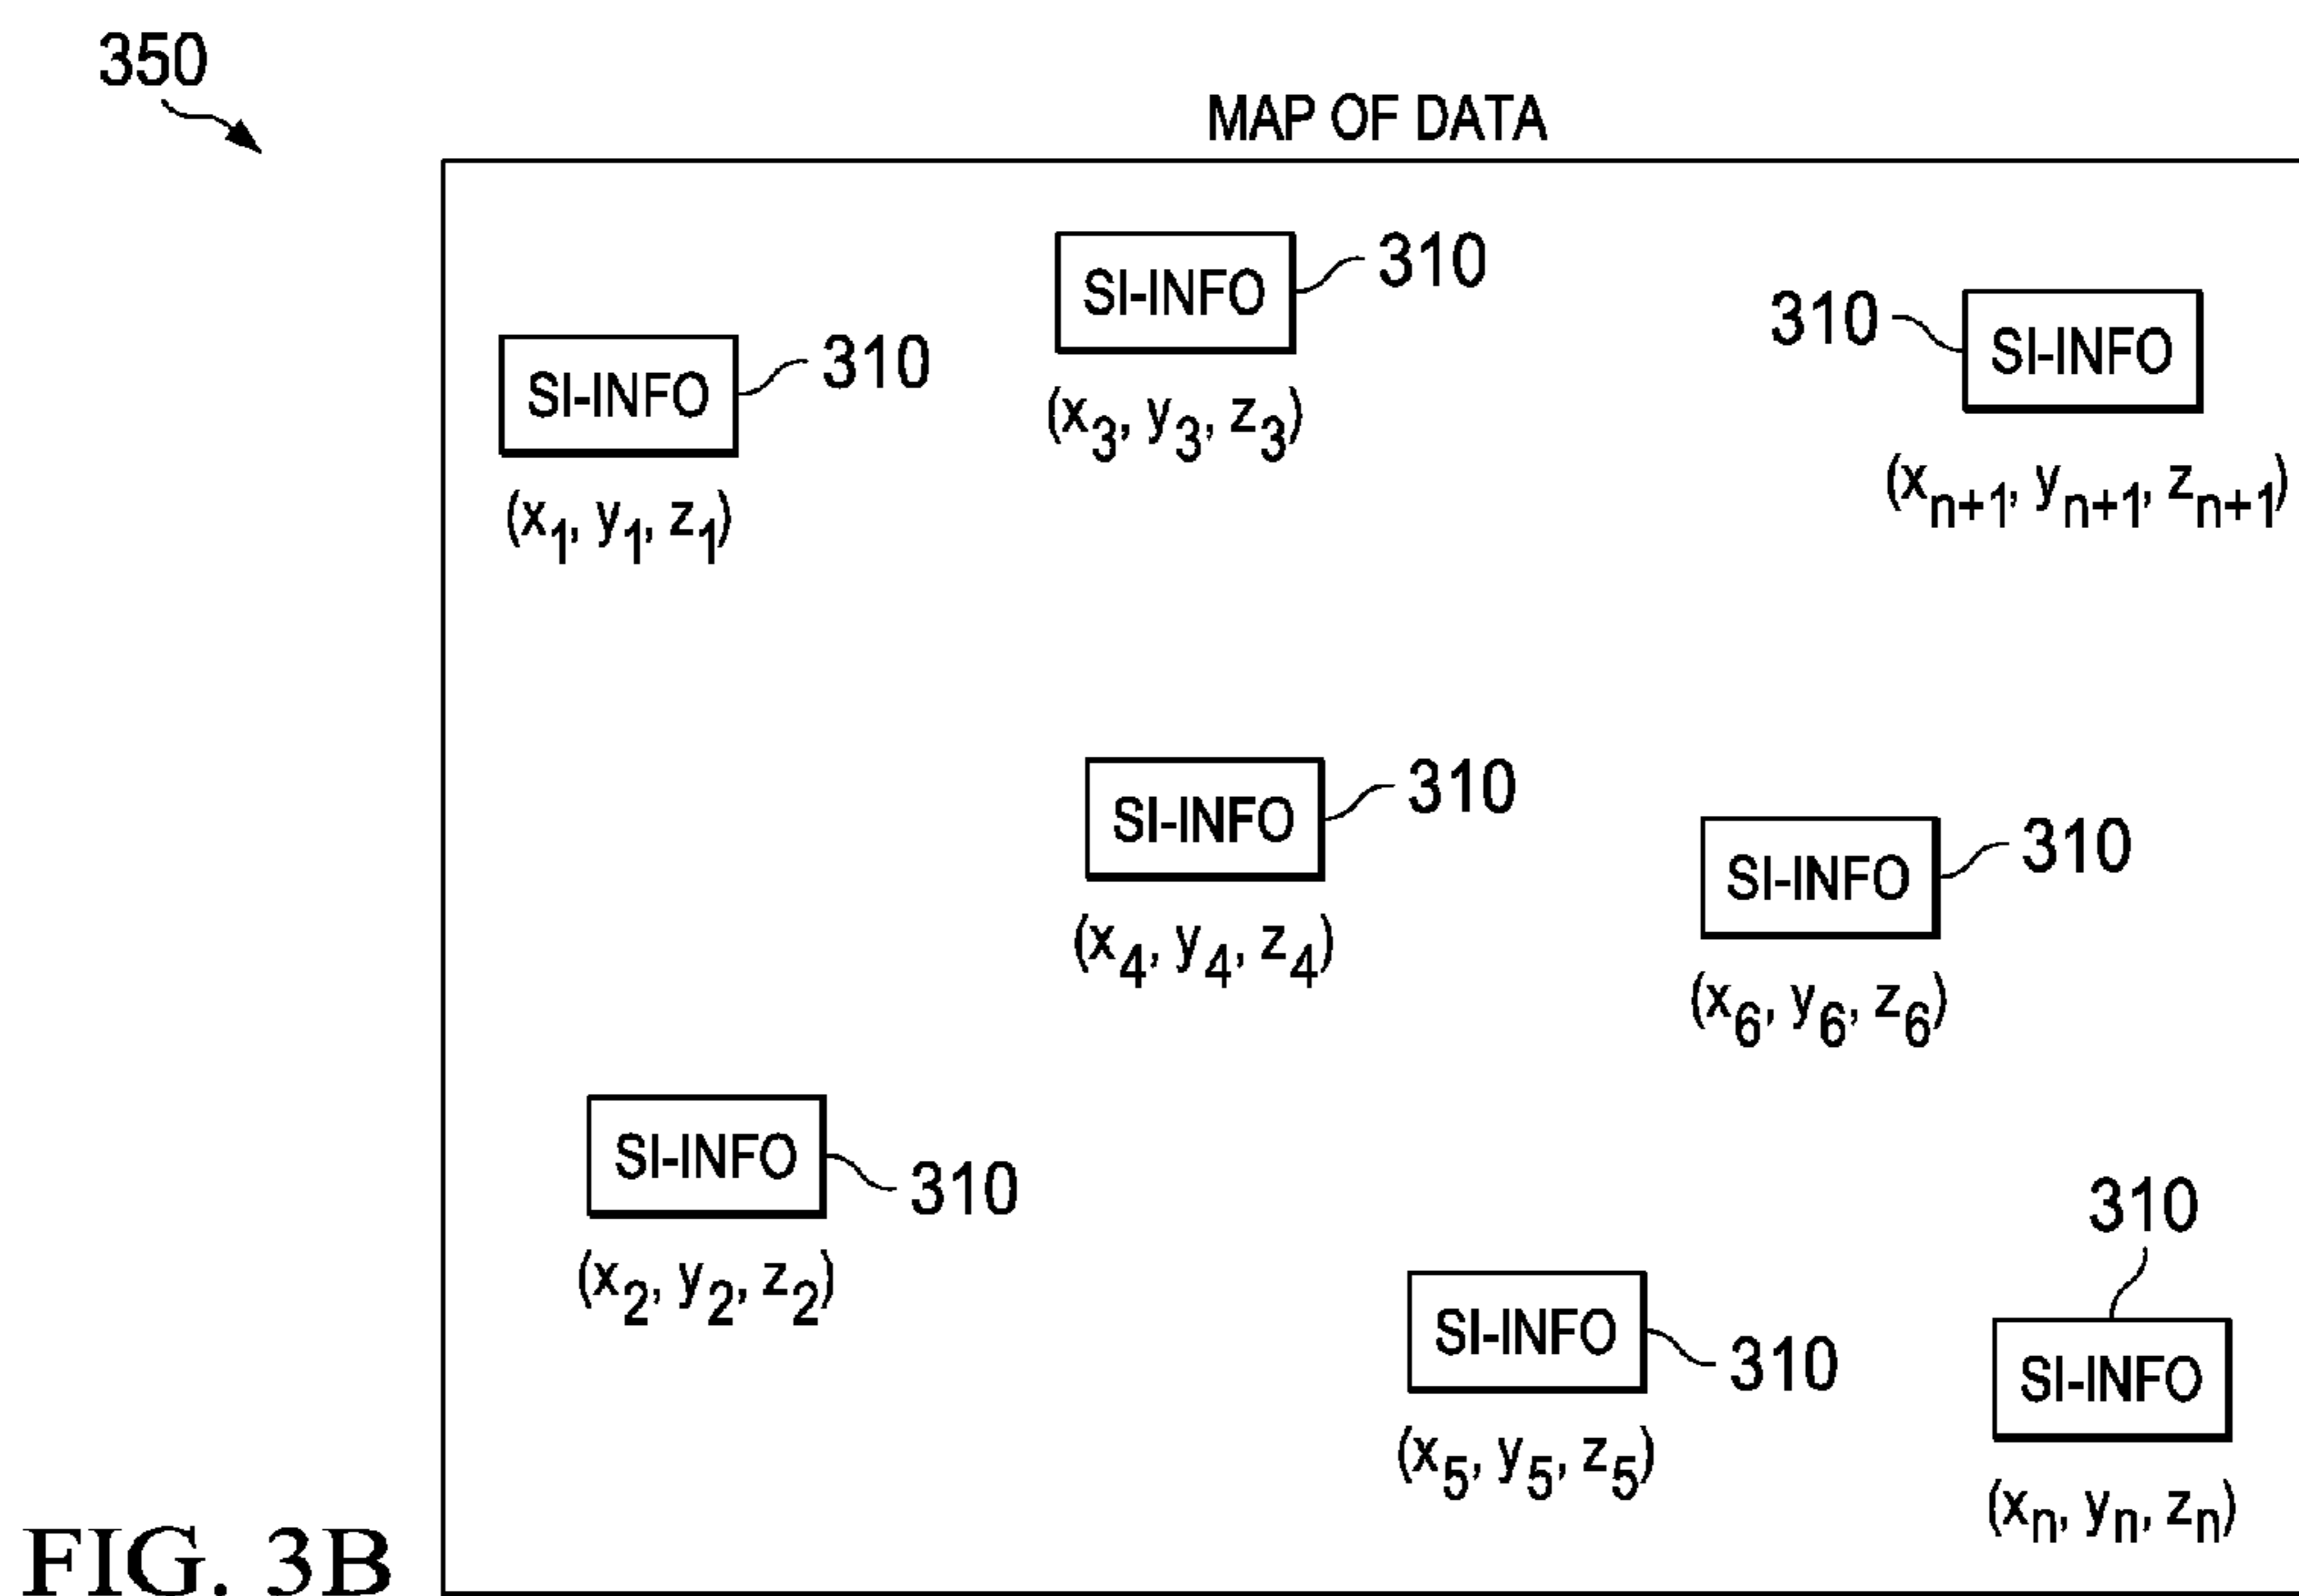 350
MAP OF DATA
SI-INFO 310
(x₃, y₃, z₃)
310 SI-INFO
(xₙ₊₁, yₙ₊₁, zₙ₊₁)
SI-INFO 310
(x₁, y₁, z₁)
SI-INFO 310
(x₄, y₄, z₄)
SI-INFO 310
(x₆, y₆, z₆)
SI-INFO 310
(x₂, y₂, z₂)
SI-INFO 310
(x₅, y₅, z₅)
310
SI-INFO
(xₙ, yₙ, zₙ)
FIG. 3B